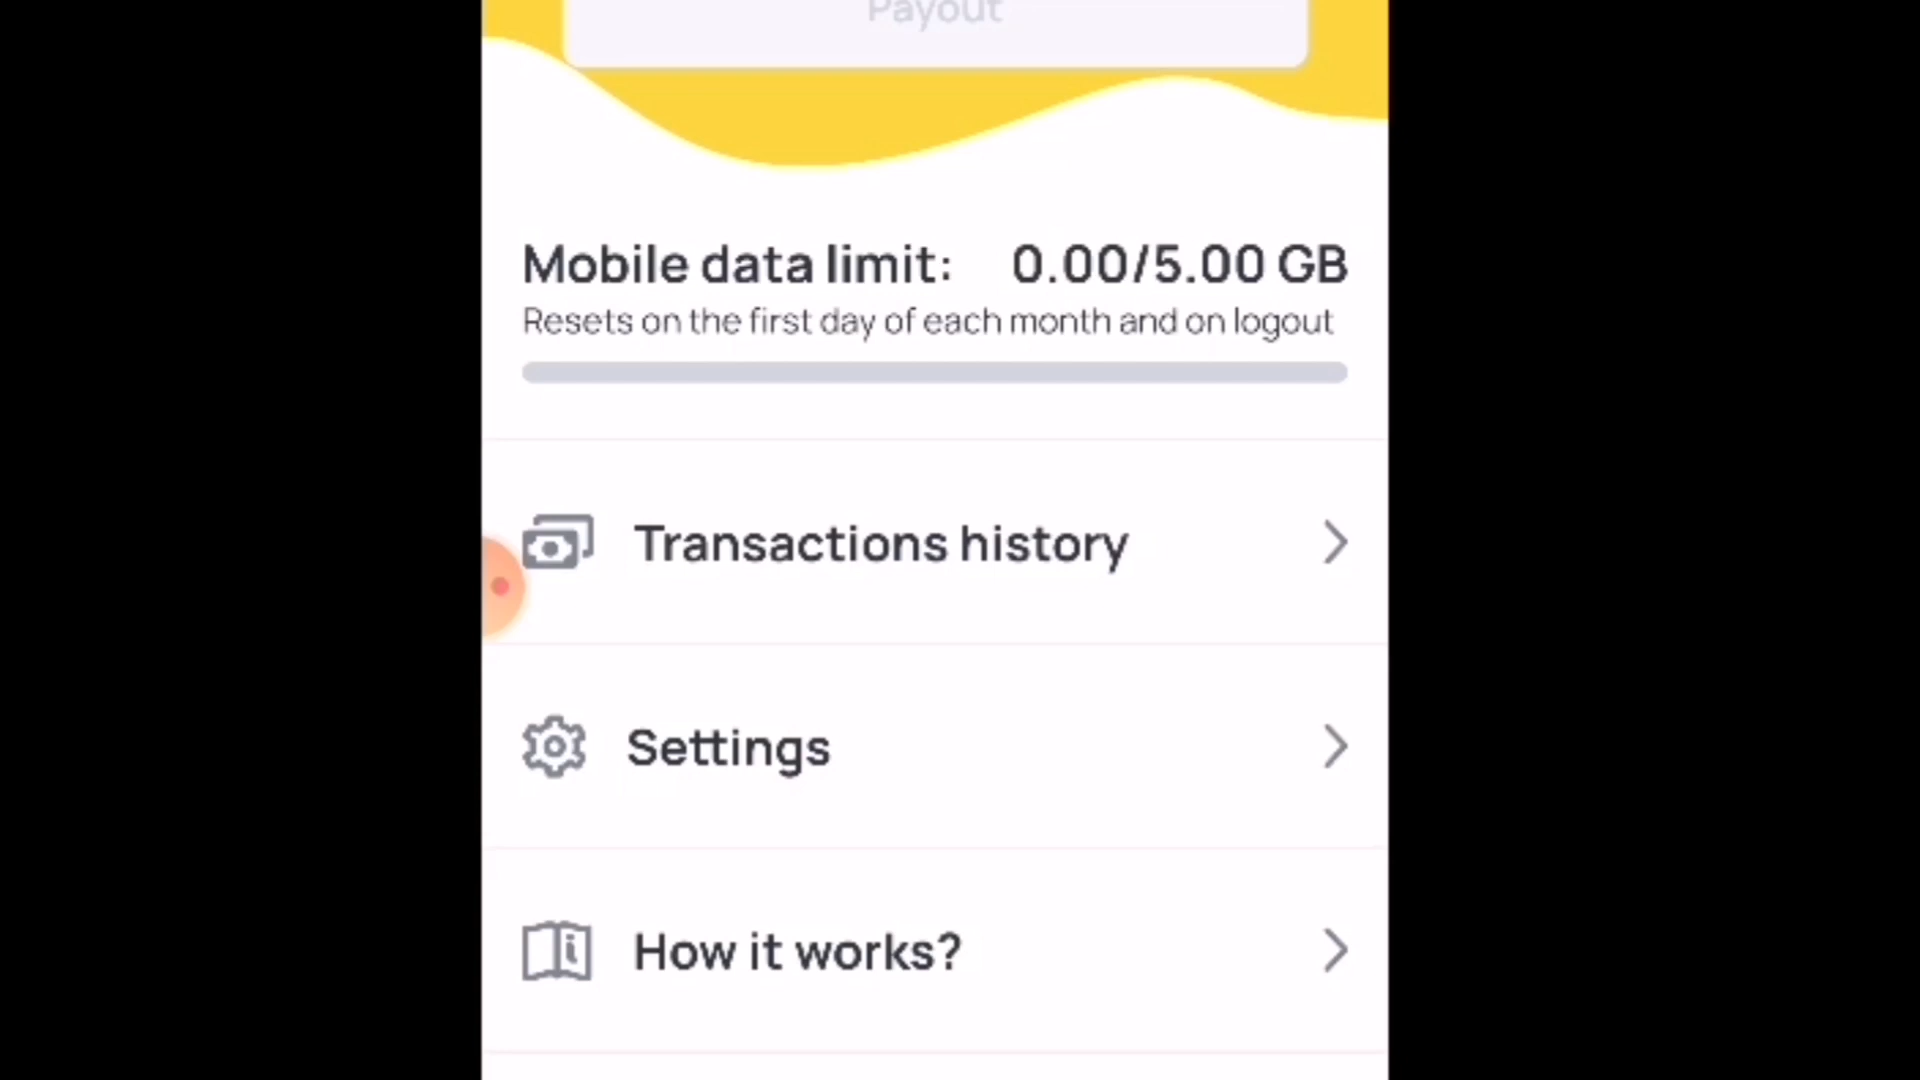 Payout
Mobile data limit: 0.00/5.00 GB
Resets on the first day of each month and on logout
Transactions history
Settings
How it works?